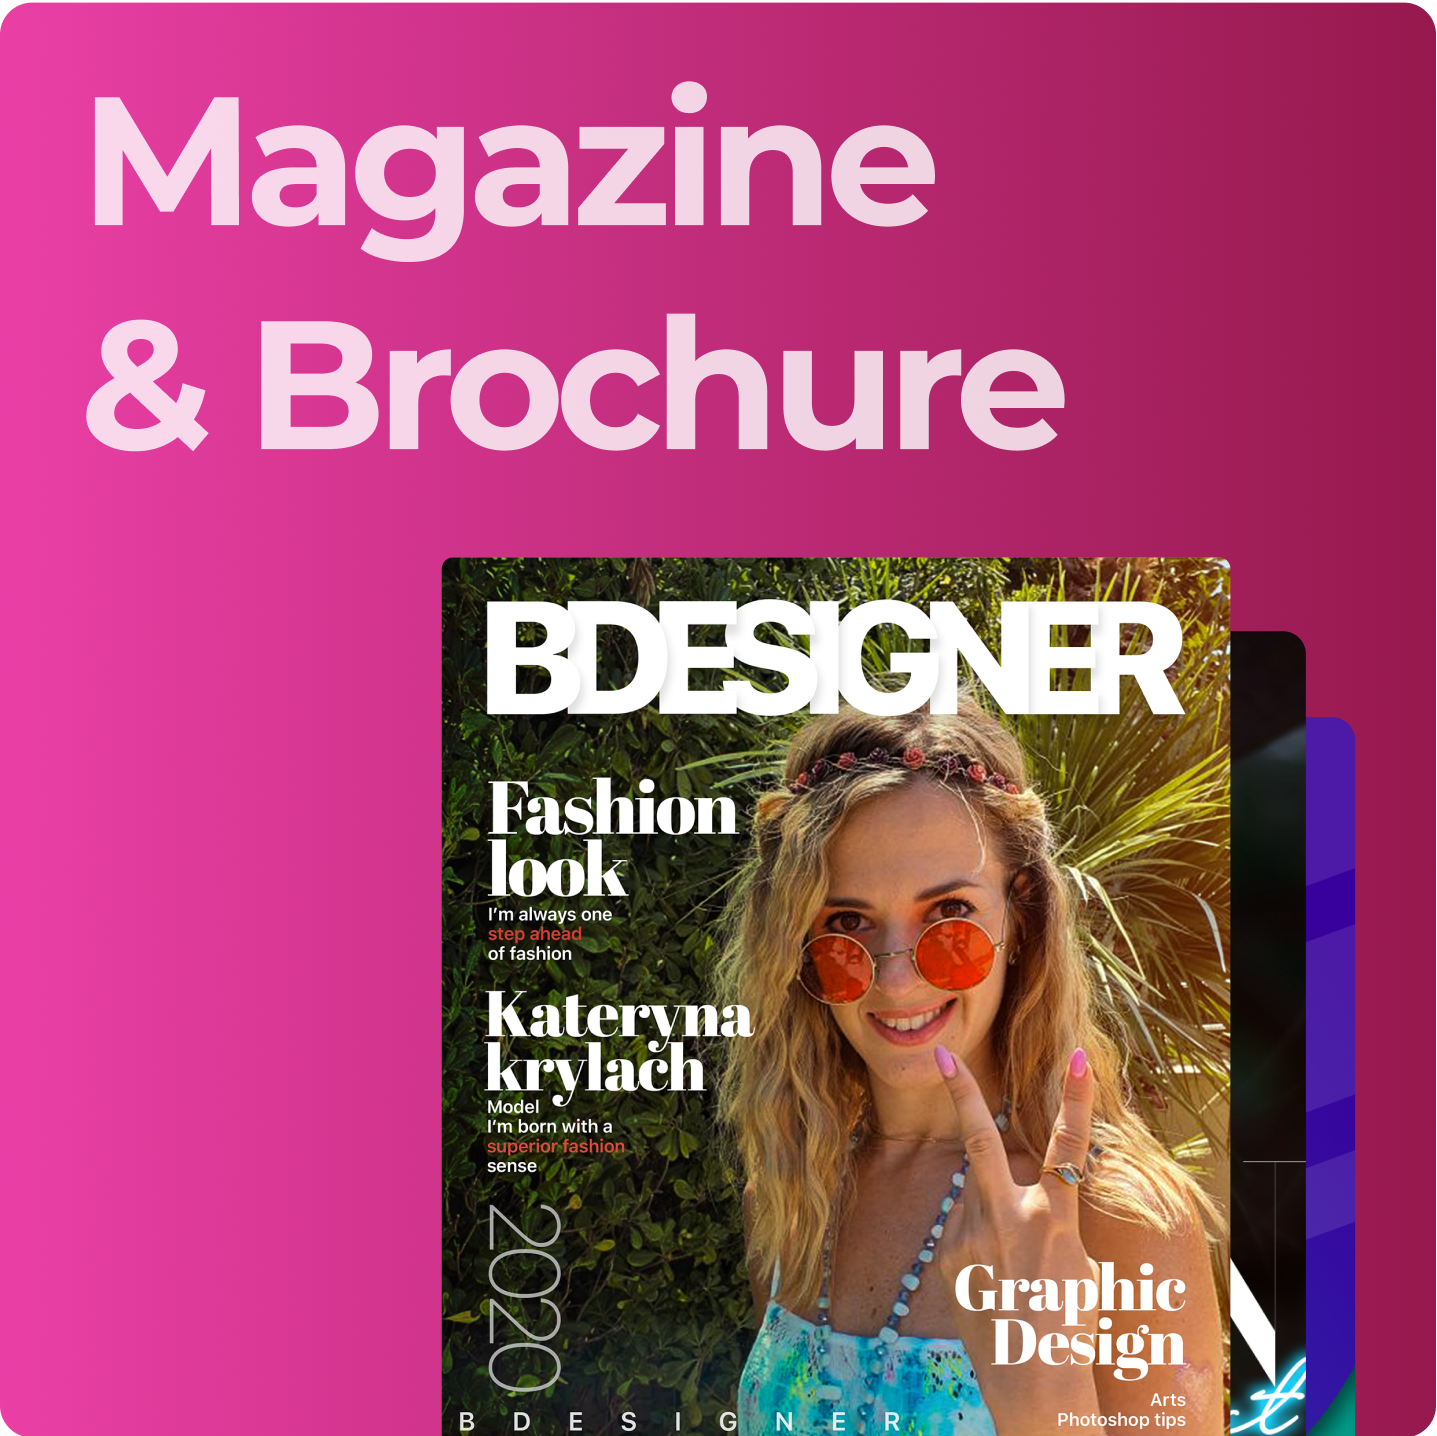 Magazine
& Brochure
BDESIGNER
Fashion
look
I'm always one
step ahead
of fashion
Kateryna
krylach
Model
I'm born with a
superior fashion
sense
2020
Graphic
Design
Arts
Photoshop tips
BDESIGNER